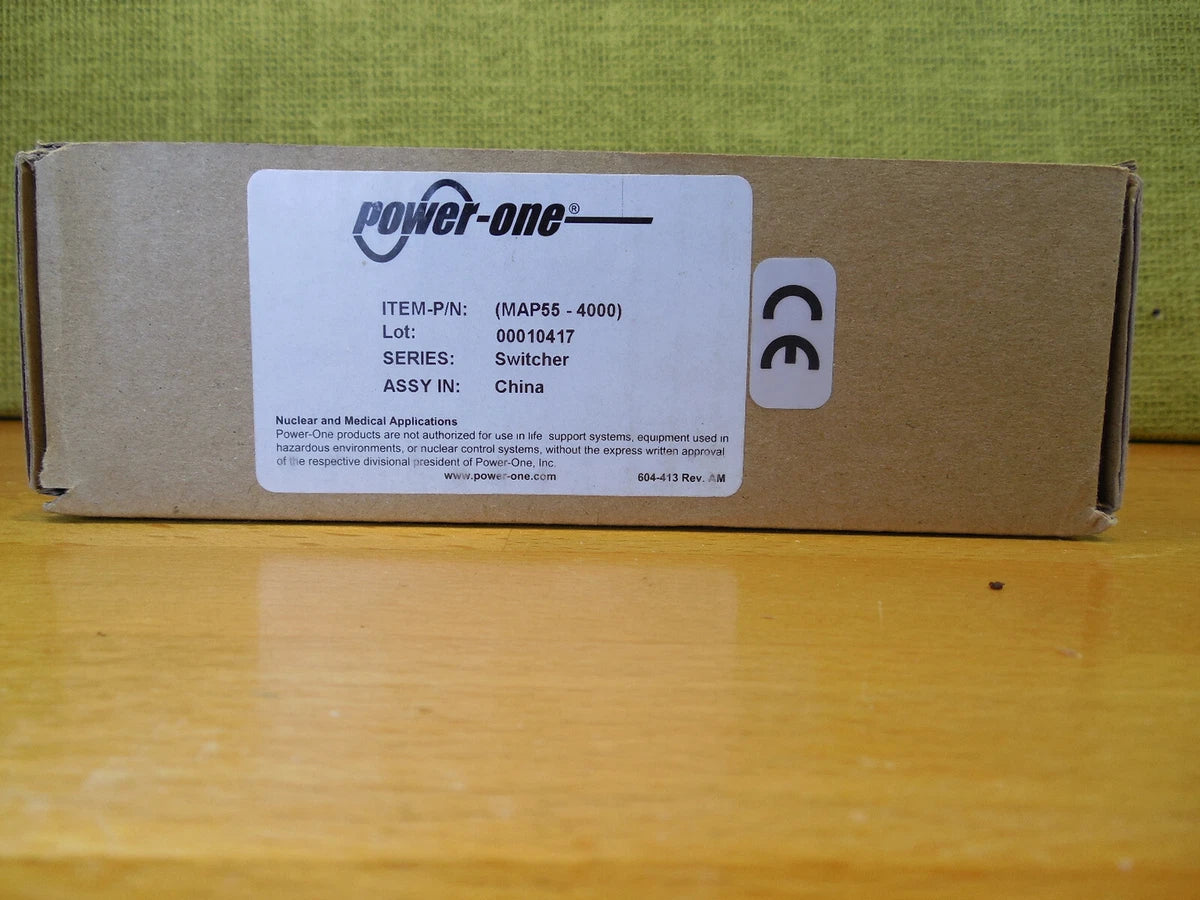 power-one®
ITEM-P/N: (MAP55 - 4000)
Lot: 00010417
SERIES: Switcher
ASSY IN: China
Nuclear and Medical Applications
Power-One products are not authorized for use in life support systems, equipment used in
hazardous environments, or nuclear control systems, without the express written approval
of the respective divisional president of Power-One, Inc.
www.power-one.com 604-413 Rev. AM
CE